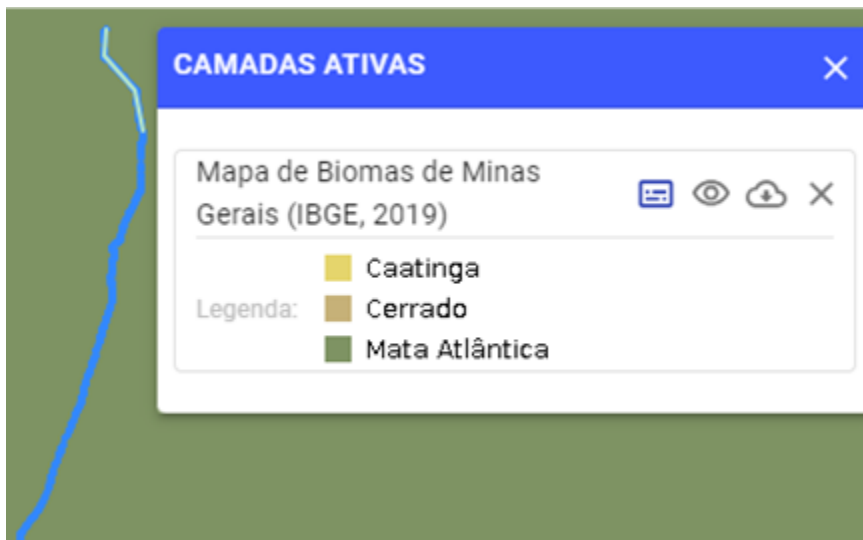 CAMADAS ATIVAS
Mapa de Biomas de Minas
Gerais (IBGE, 2019)
Legenda:
Caatinga
Cerrado
Mata Atlântica